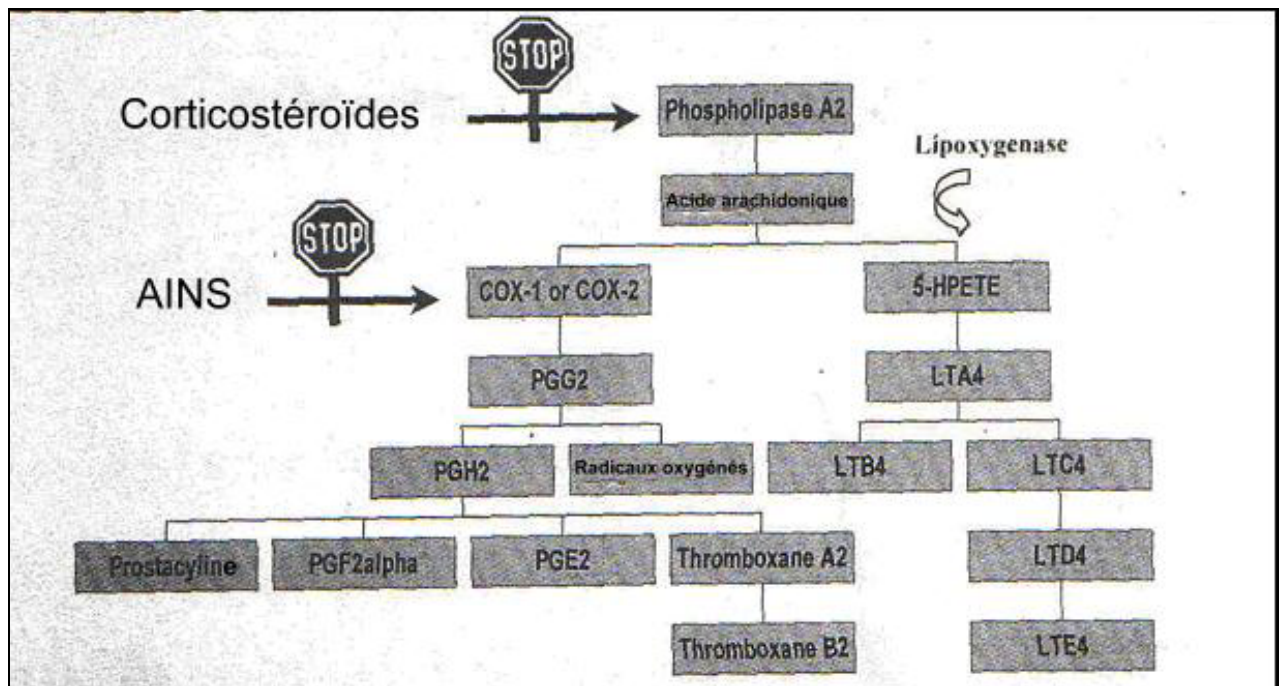 STOP
Corticostéroïdes
Phospholipase A2
Lipoxygenase
Acide arachidonique
STOP
AINS
COX-1 or COX-2
5-HPETE
PGG2
LTA4
PGH2
Radicaux oxygénés
LTB4
LTC4
Prostacyline
PGF2alpha
PGE2
Thromboxane A2
LTD4
Thromboxane B2
LTE4